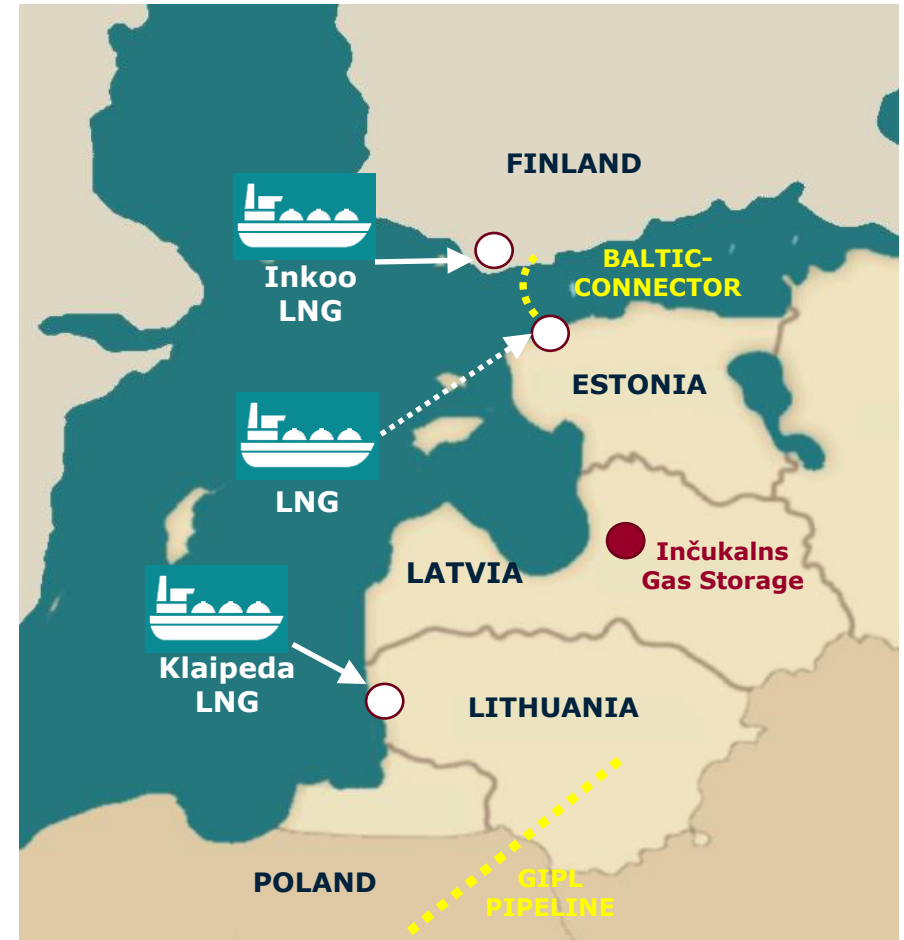 FINLAND
Inkoo
LNG
BALTIC-
CONNECTOR
ESTONIA
LNG
LATVIA
Inčukalns
Gas Storage
Klaipeda
LNG
LITHUANIA
POLAND
GIPL
PIPELINE